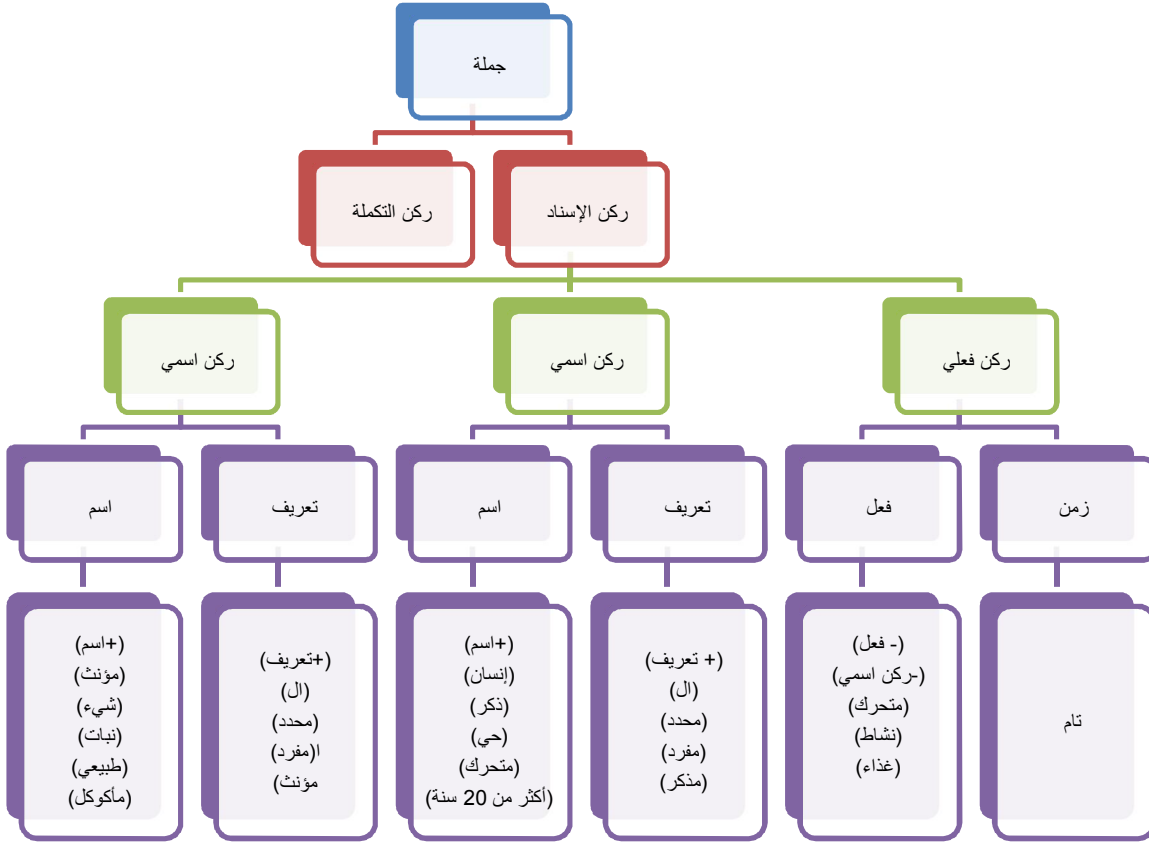 جملة
ركن الإسناد
ركن التكملة
ركن فعلي
ركن اسمي
ركن اسمي
زمن
فعل
تعريف
اسم
تعريف
اسم
تام
(- فعل)
(-ركن اسمي)
(متحرك)
(نشاط)
(غذاء)
(+ تعريف)
(ال)
(محدد)
(مفرد)
(مذكر)
(+اسم)
(إنسان)
(ذكر)
(حي)
(متحرك)
(أكثر من 20 سنة)
(+تعريف)
(ال)
(محدد)
ا(مفرد)
مؤنث)
(+اسم)
(مؤنث)
(شيء)
(نبات)
(طبيعي)
(مأكوكل)